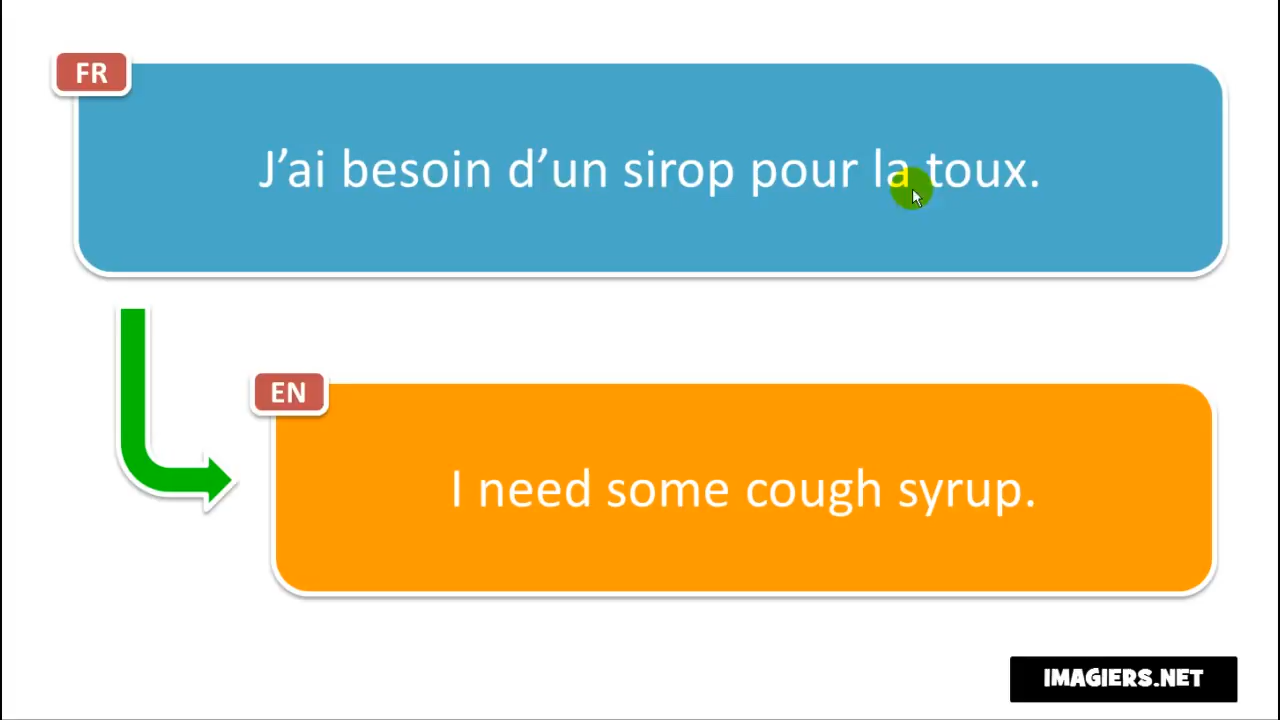 FR
J’ai besoin d’un sirop pour la toux.
EN
I need some cough syrup.
IMAGIERS.NET